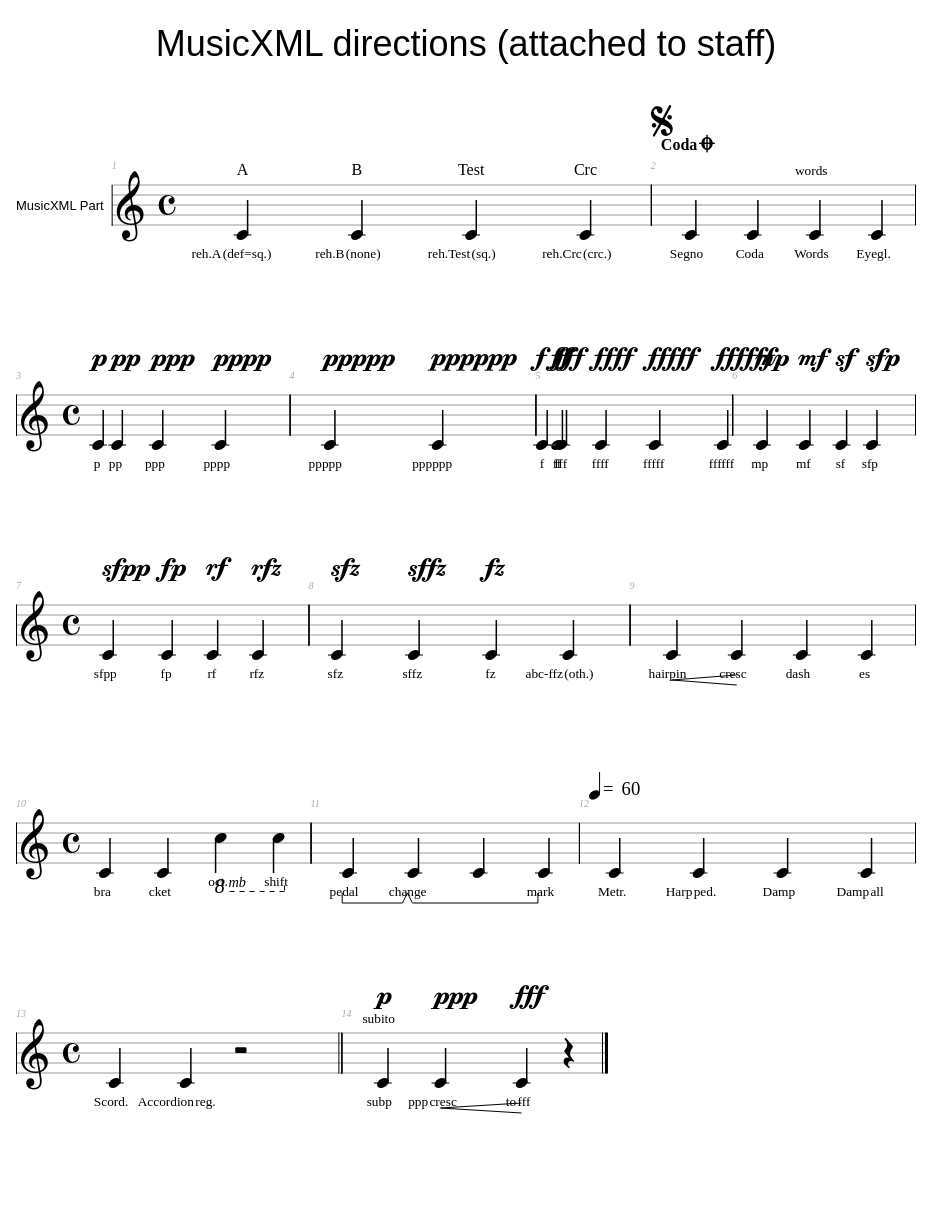 MusicXML directions (attached to staff)
Coda
1 A B Test Crc 2 words
MusicXML Part
reh.A(def=sq.) reh.B(none) reh.Test(sq.) reh.Crc(crc.) Segno Coda Words Eyegl.
p pp ppp pppp ppppp pppppp f ff fff ffff fffff ffffff mp mf sf sfp
3 4 5 6
p pp ppp pppp ppppp pppppp f ff fff ffff fffff ffffff mp mf sf sfp
sfpp fp rf rfz sfz sffz fz
7 8 9
sfpp fp rf rfz sfz sffz fz abc-ffz(oth.) hairpin cresc dash es
= 60
10 11 12
8 mb
bra cket oct. shift pedal change mark Metr. Harp ped. Damp Damp all
p ppp fff
13 14 subito
Scord. Accordion reg. subp ppp cresc to fff